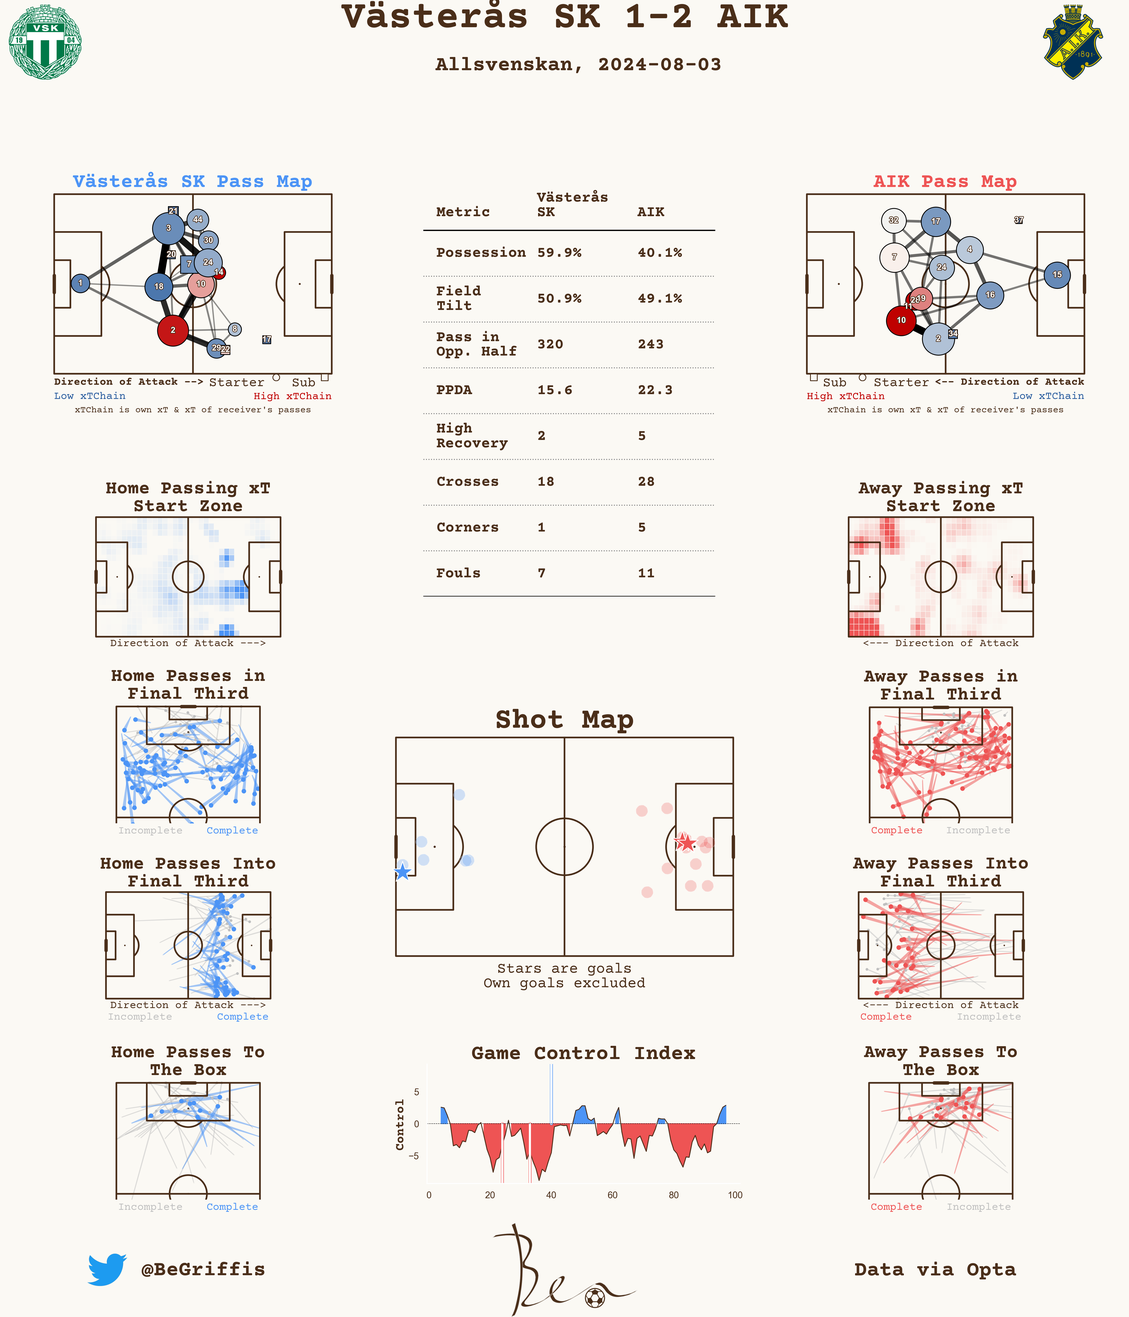 Västerås SK 1-2 AIK
Allsvenskan, 2024-08-03
VSK
19 04
A.I.K.
1891
Västerås SK Pass Map
21
44
3
30
20
7
24
14
1
18
10
2
8
17
29
22
Direction of Attack --> Starter Sub
Low xTChain High xTChain
xTChain is own xT & xT of receiver's passes
Metric Västerås SK AIK
Possession 59.9% 40.1%
Field Tilt 50.9% 49.1%
Pass in Opp. Half 320 243
PPDA 15.6 22.3
High Recovery 2 5
Crosses 18 28
Corners 1 5
Fouls 7 11
AIK Pass Map
32
17
37
4
7
24
15
16
19
10
2
34
Sub Starter <-- Direction of Attack
High xTChain Low xTChain
xTChain is own xT & xT of receiver's passes
Home Passing xT
Start Zone
Direction of Attack --->
Away Passing xT
Start Zone
<--- Direction of Attack
Home Passes in
Final Third
Incomplete Complete
Away Passes in
Final Third
Complete Incomplete
Shot Map
Stars are goals
Own goals excluded
Home Passes Into
Final Third
Direction of Attack --->
Incomplete Complete
Away Passes Into
Final Third
<--- Direction of Attack
Complete Incomplete
Home Passes To
The Box
Incomplete Complete
Game Control Index
Control
5
0
−5
0 20 40 60 80 100
Away Passes To
The Box
Complete Incomplete
@BeGriffis
Bea
Data via Opta